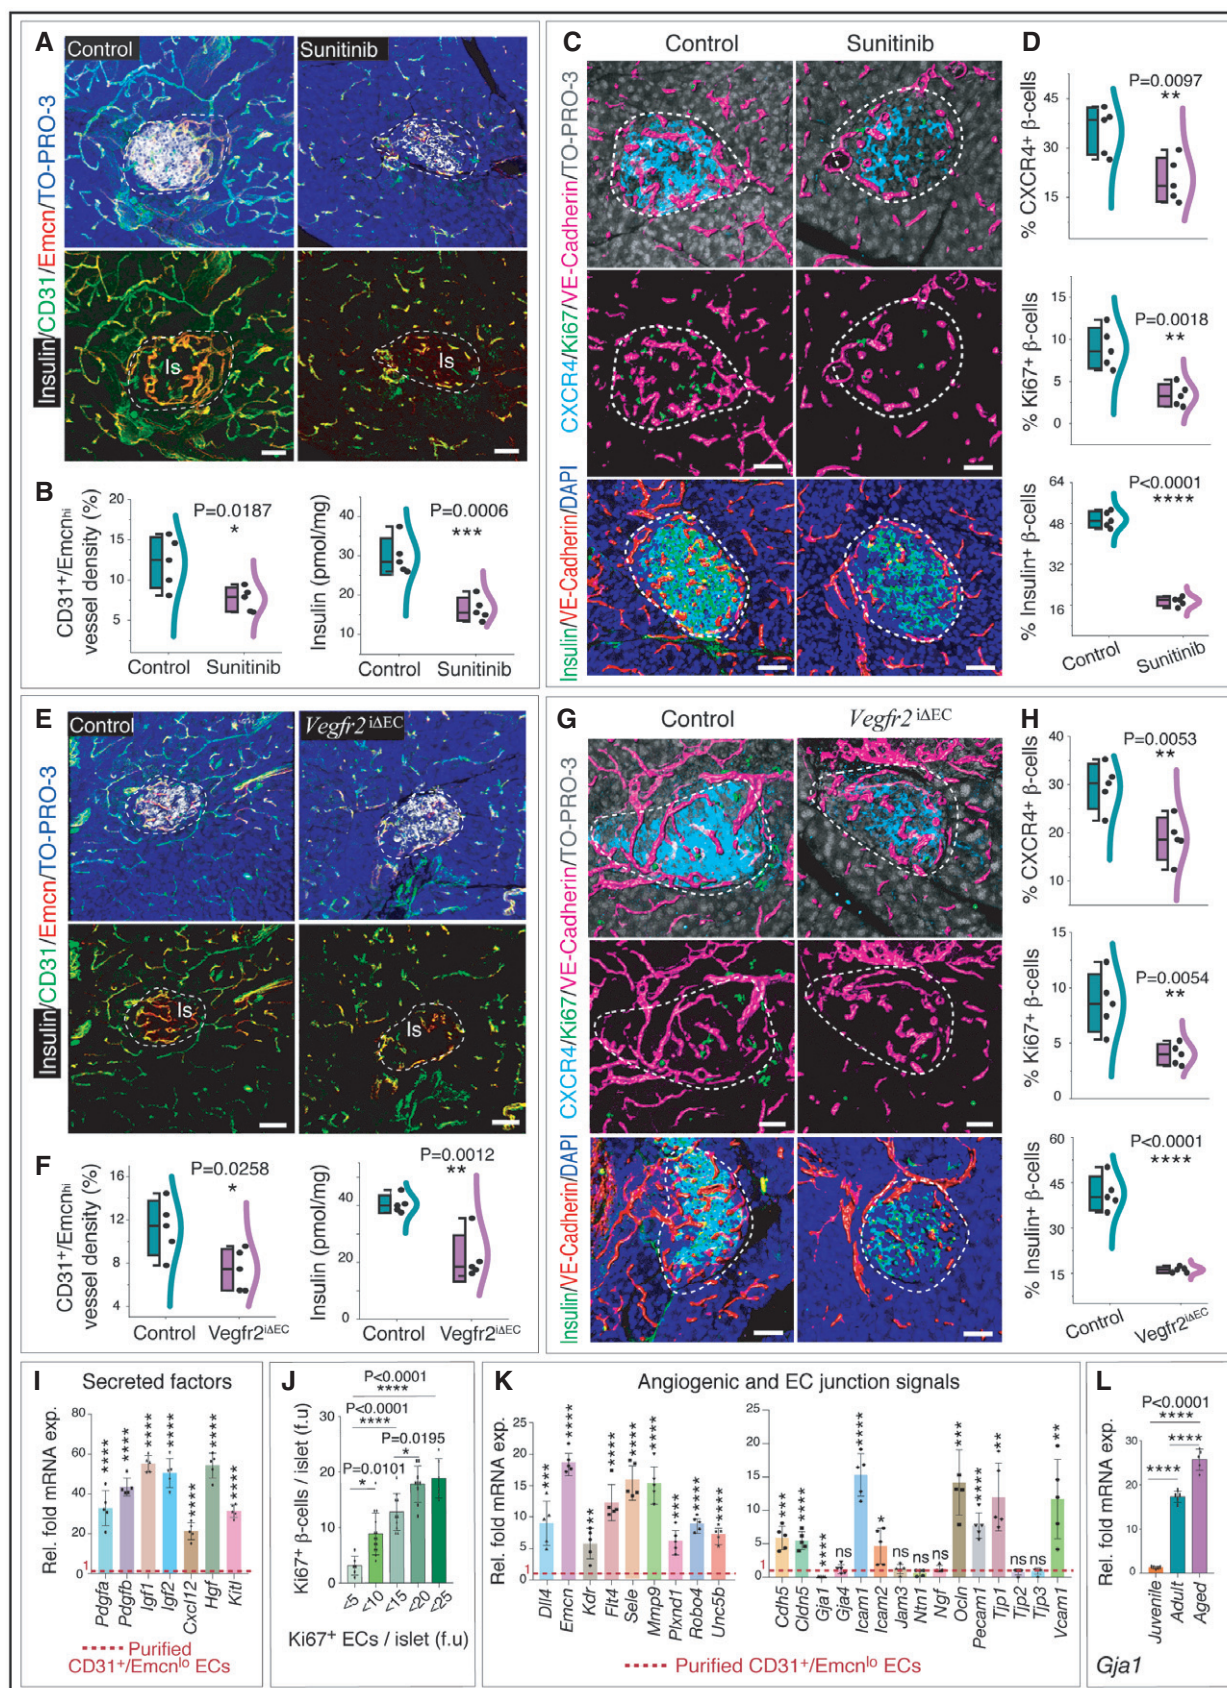 A
Control
Sunitinib
Insulin/CD31/Emcn/TO-PRO-3
Is
Is
B
CD31+/Emcnhi
vessel density (%)
20
15
10
5
P=0.0187
*
Control
Sunitinib
Insulin (pmol/mg)
40
30
20
10
P=0.0006
***
Control
Sunitinib
C
Control
Sunitinib
CXCR4/Ki67/VE-Cadherin/TO-PRO-3
Insulin/VE-Cadherin/DAPI
D
% CXCR4+ β-cells
45
30
15
P=0.0097
**
% Ki67+ β-cells
15
10
5
0
P=0.0018
**
% Insulin+ β-cells
64
48
32
16
P<0.0001
****
Control
Sunitinib
E
Control
Vegfr2 iΔEC
Insulin/CD31/Emcn/TO-PRO-3
Is
Is
F
CD31+/Emcnhi
vessel density (%)
16
12
8
4
P=0.0258
*
Control
Vegfr2iΔEC
Insulin (pmol/mg)
40
20
0
P=0.0012
**
Control
Vegfr2iΔEC
G
Control
Vegfr2 iΔEC
CXCR4/Ki67/VE-Cadherin/TO-PRO-3
Insulin/VE-Cadherin/DAPI
H
% CXCR4+ β-cells
40
30
20
10
P=0.0053
**
% Ki67+ β-cells
15
10
5
0
P=0.0054
**
% Insulin+ β-cells
60
45
30
15
P<0.0001
****
Control
Vegfr2iΔEC
I
Secreted factors
Rel. fold mRNA exp.
80
60
40
20
1
0
**** **** **** **** **** **** ****
Pdgfa Pdgfb Igf1 Igf2 Cxcl12 Hgf Kitl
Purified
CD31+/Emcnlo ECs
J
P<0.0001
****
P<0.0001
****
P=0.0195
*
P=0.0101
*
Ki67+ β-cells / islet (f.u)
30
20
10
0
<5 <10 <15 <20 <25
Ki67+ ECs / islet (f.u)
K
Angiogenic and EC junction signals
Rel. fold mRNA exp.
25
20
15
10
5
1
0
*** **** ** **** **** **** *** **** ****
Dll4 Emcn Kdr Flt4 Sele Mmp9 Plxnd1 Robo4 Unc5b
20
15
10
5
1
0
*** **** **** ns **** * ns ns ns *** **** ** ns ns **
Cdh5 Cldn5 Gja1 Gja4 Icam1 Icam2 Jam3 Ntn1 Ngf Ocln Pecam1 Tjp1 Tjp2 Tjp3 Vcam1
Purified CD31+/Emcnlo ECs
L
P<0.0001
****
****
****
Rel. fold mRNA exp.
30
20
10
0
Juvenile
Adult
Aged
Gja1